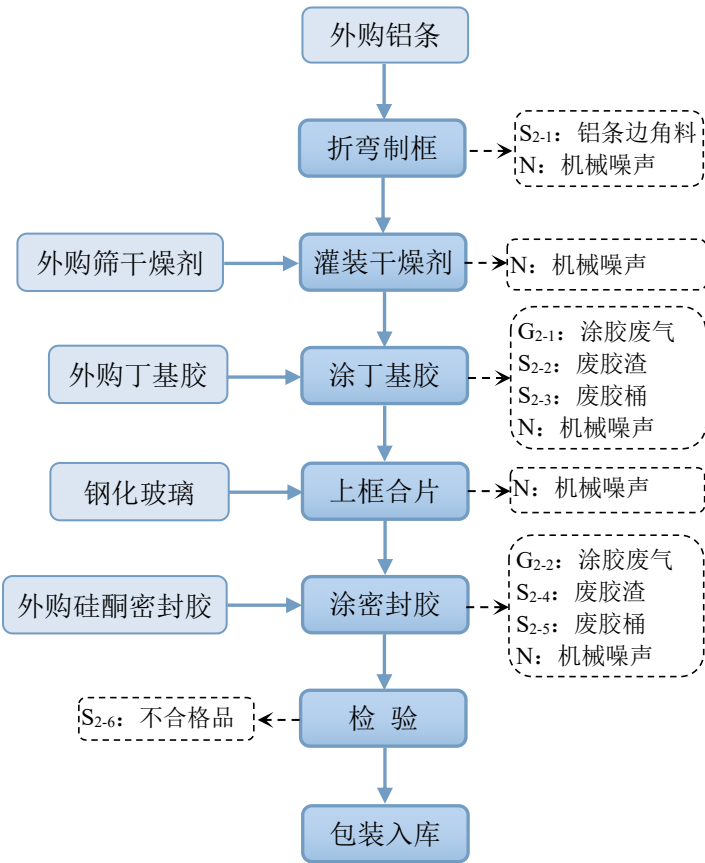 外购铝条
折弯制框
S2-1：铝条边角料
N：机械噪声
外购筛干燥剂
灌装干燥剂
N：机械噪声
外购丁基胶
涂丁基胶
G2-1：涂胶废气
S2-2：废胶渣
S2-3：废胶桶
N：机械噪声
钢化玻璃
上框合片
N：机械噪声
外购硅酮密封胶
涂密封胶
G2-2：涂胶废气
S2-4：废胶渣
S2-5：废胶桶
N：机械噪声
S2-6：不合格品
检 验
包装入库